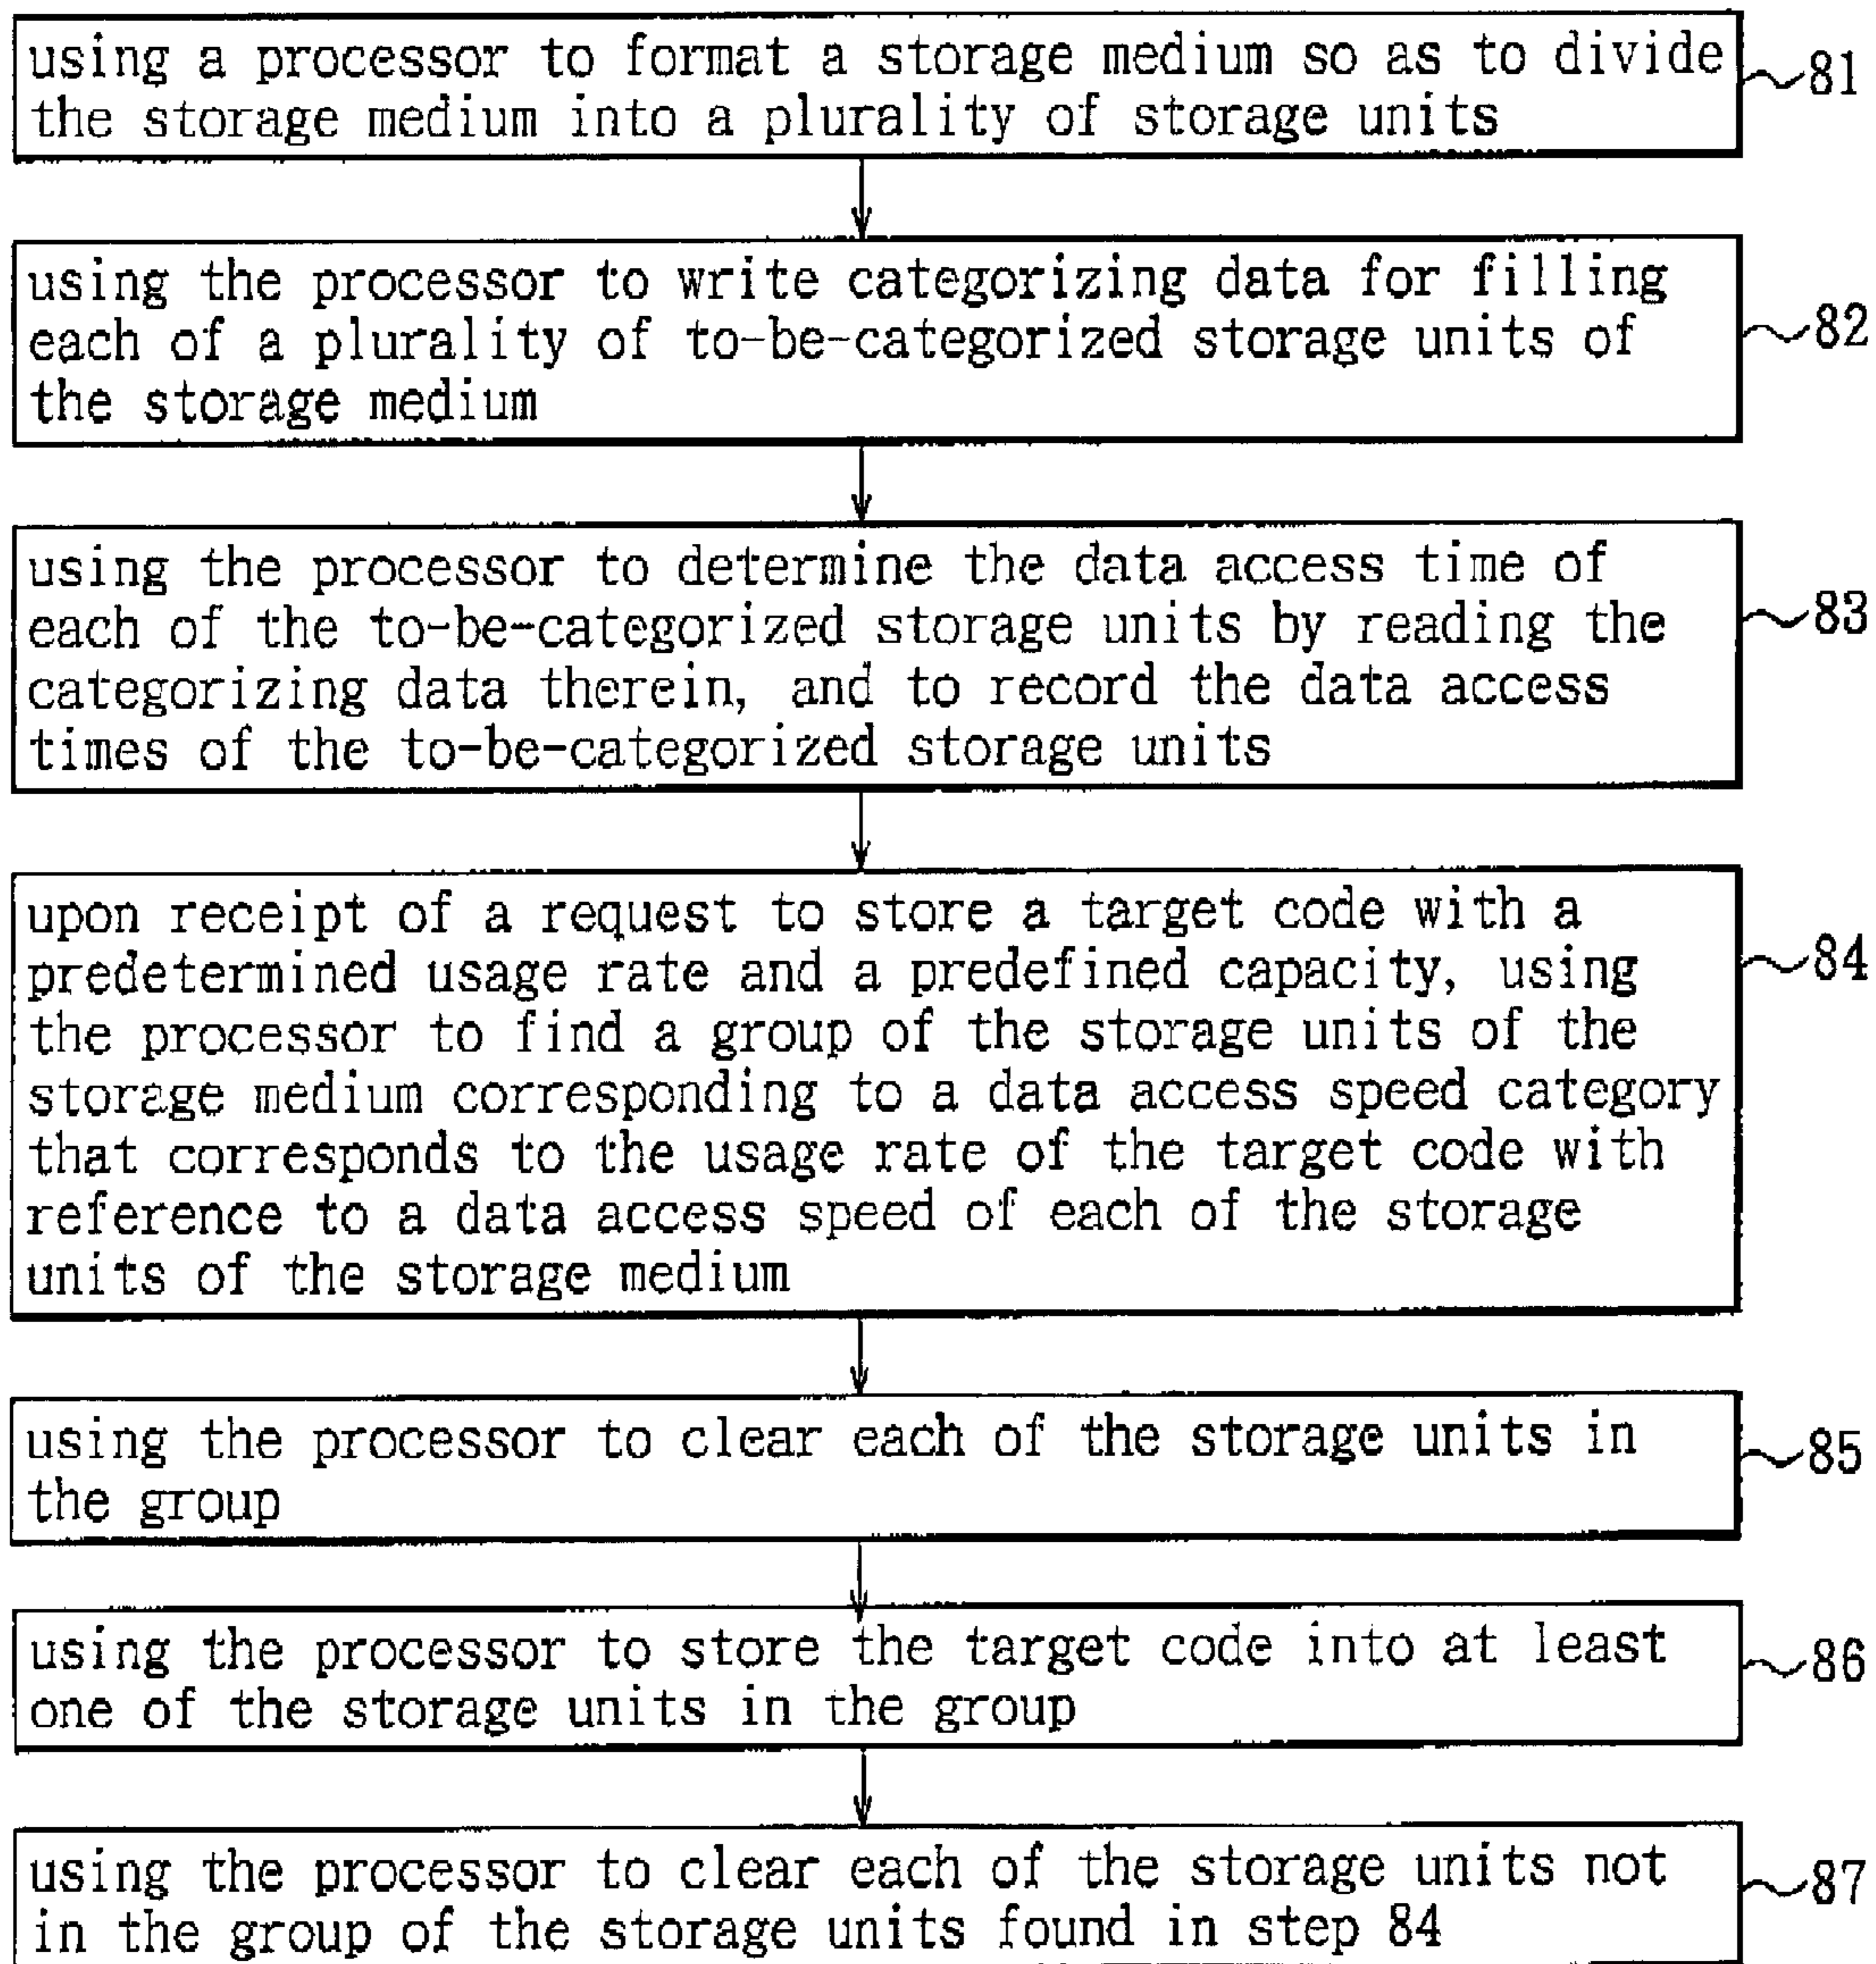 using a processor to format a storage medium so as to divide
the storage medium into a plurality of storage units
81
using the processor to write categorizing data for filling
each of a plurality of to-be-categorized storage units of
the storage medium
82
using the processor to determine the data access time of
each of the to-be-categorized storage units by reading the
categorizing data therein, and to record the data access
times of the to-be-categorized storage units
83
upon receipt of a request to store a target code with a
predetermined usage rate and a predefined capacity, using
the processor to find a group of the storage units of the
storage medium corresponding to a data access speed category
that corresponds to the usage rate of the target code with
reference to a data access speed of each of the storage
units of the storage medium
84
using the processor to clear each of the storage units in
the group
85
using the processor to store the target code into at least
one of the storage units in the group
86
using the processor to clear each of the storage units not
in the group of the storage units found in step 84
87